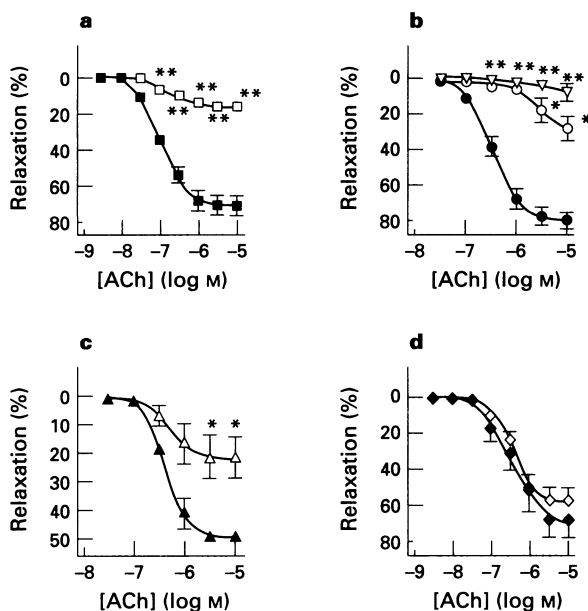 a
Relaxation (%)
0
20
40
60
80
** ** ** ** **
–9 –8 –7 –6 –5
[ACh] (log M)
b
Relaxation (%)
0
20
40
60
80
** ** ** **
* *
–8 –7 –6 –5
[ACh] (log M)
c
Relaxation (%)
0
10
20
30
40
50
* *
–8 –7 –6 –5
[ACh] (log M)
d
Relaxation (%)
0
20
40
60
80
–9 –8 –7 –6 –5
[ACh] (log M)